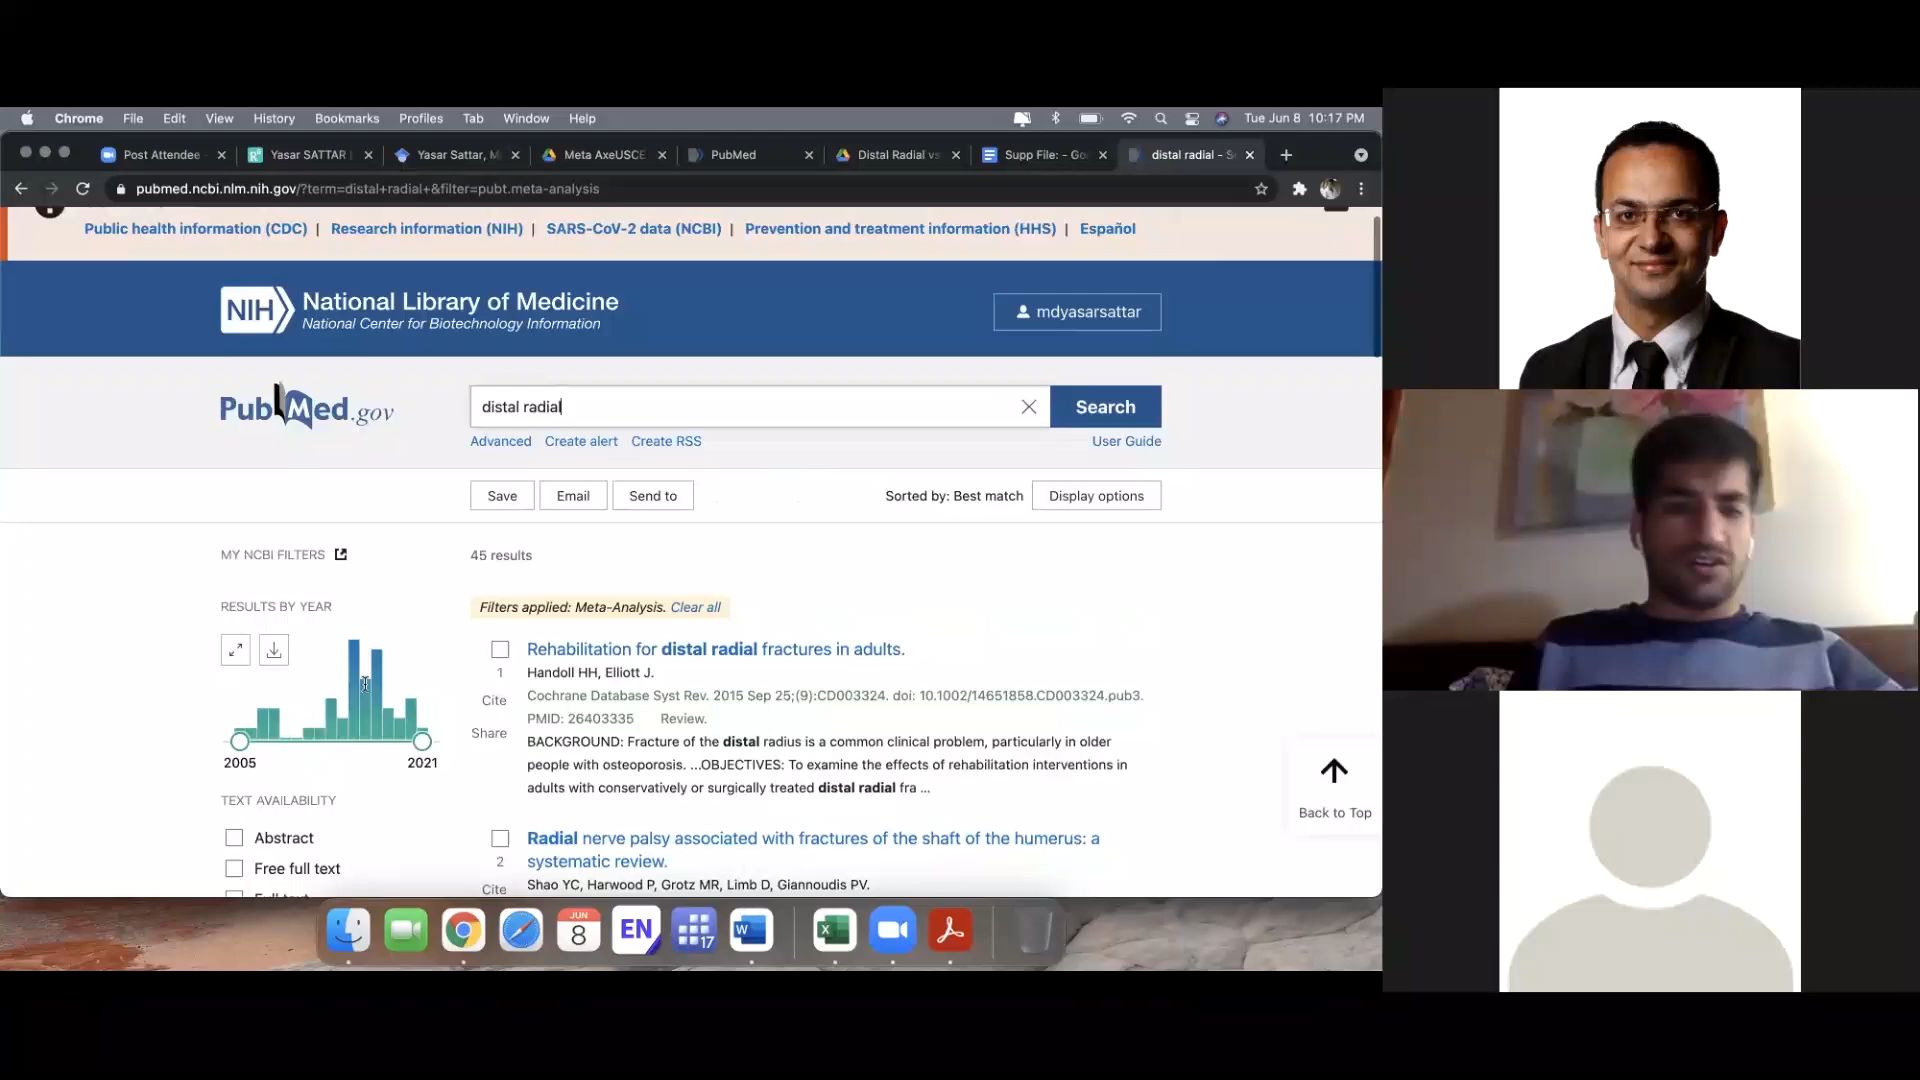 Chrome File Edit View History Bookmarks Profiles Tab Window Help Tue Jun 8 10:17 PM
Post Attendee Yasar SATTAR Yasar Sattar, M Meta AxeUSCE PubMed Distal Radial vs Supp File: - Go distal radial - S
pubmed.ncbi.nlm.nih.gov/?term=distal+radial+&filter=pubt.meta-analysis
Public health information (CDC) | Research information (NIH) | SARS-CoV-2 data (NCBI) | Prevention and treatment information (HHS) | Español
NIH National Library of Medicine
National Center for Biotechnology Information
mdyasarsattar
PubMed.gov
distal radial
Search
Advanced Create alert Create RSS User Guide
Save Email Send to Sorted by: Best match Display options
MY NCBI FILTERS
45 results
RESULTS BY YEAR
Filters applied: Meta-Analysis. Clear all
2005 2021
Rehabilitation for distal radial fractures in adults.
1
Handoll HH, Elliott J.
Cite
Cochrane Database Syst Rev. 2015 Sep 25;(9):CD003324. doi: 10.1002/14651858.CD003324.pub3.
PMID: 26403335 Review.
Share
BACKGROUND: Fracture of the distal radius is a common clinical problem, particularly in older
people with osteoporosis. ...OBJECTIVES: To examine the effects of rehabilitation interventions in
adults with conservatively or surgically treated distal radial fra ...
TEXT AVAILABILITY
Abstract
Free full text
Radial nerve palsy associated with fractures of the shaft of the humerus: a
2
systematic review.
Cite
Shao YC, Harwood P, Grotz MR, Limb D, Giannoudis PV.
Back to Top
JUN
8
EN
17
W
X